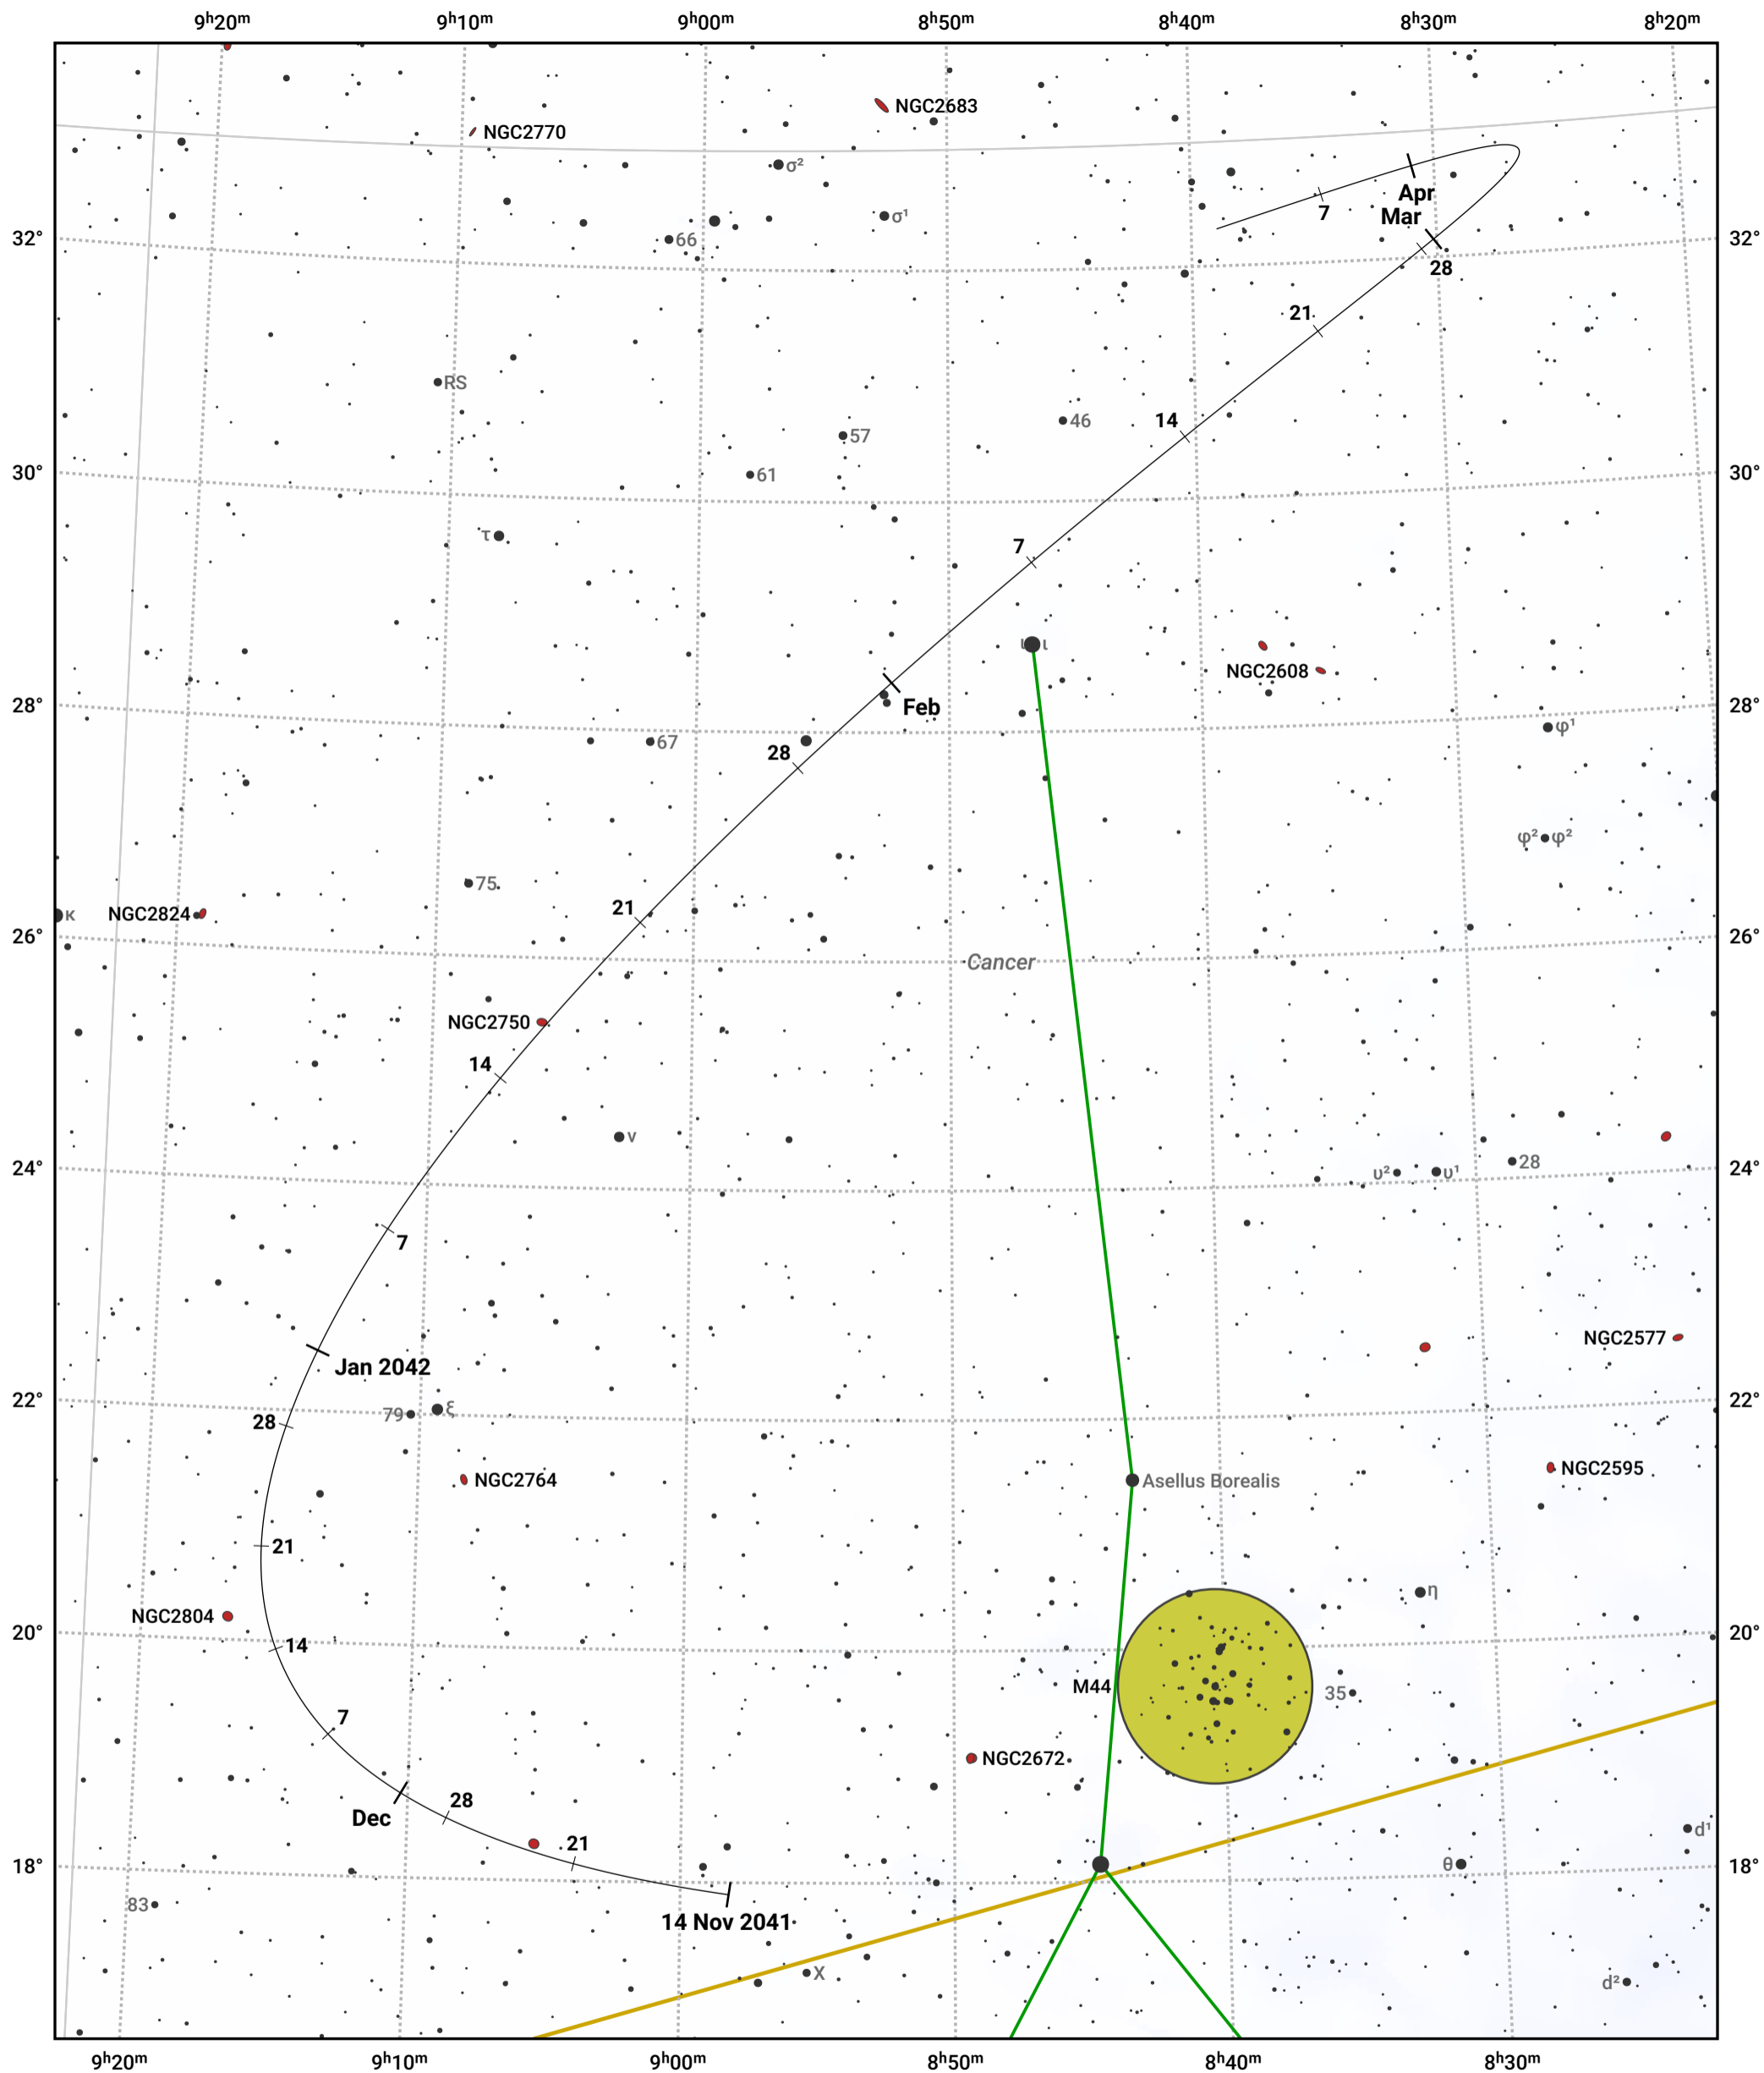 9h20m 9h10m 9h00m 8h50m 8h40m 8h30m 8h20m
NGC2683
NGC2770
σ²
Apr
7
Mar
σ¹
32° 66 32°
28
21
RS
46
14
57
30° 61 30°
τ
7
ι ι
NGC2608
28° Feb 28°
φ¹
67
28
φ² φ²
75
21
κ NGC2824
26° 26°
Cancer
NGC2750
14
ν
28
24° υ² υ¹ 24°
7
NGC2577
Jan 2042
22° 22°
79 ξ
28
NGC2595
NGC2764 Asellus Borealis
21
η
NGC2804
20° 20°
14
M44
35
7
NGC2672
28
Dec
d¹
21
18° θ 18°
83
14 Nov 2041
X
d²
9h20m 9h10m 9h00m 8h50m 8h40m 8h30m